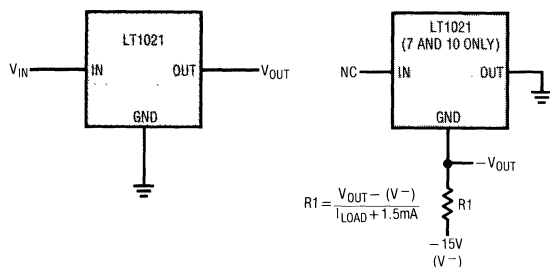 LT1021
V_IN
IN
OUT
V_OUT
GND
LT1021
(7 AND 10 ONLY)
NC
IN
OUT
GND
−V_OUT
R1 = V_OUT − (V⁻) / I_LOAD + 1.5mA
R1
−15V
(V⁻)